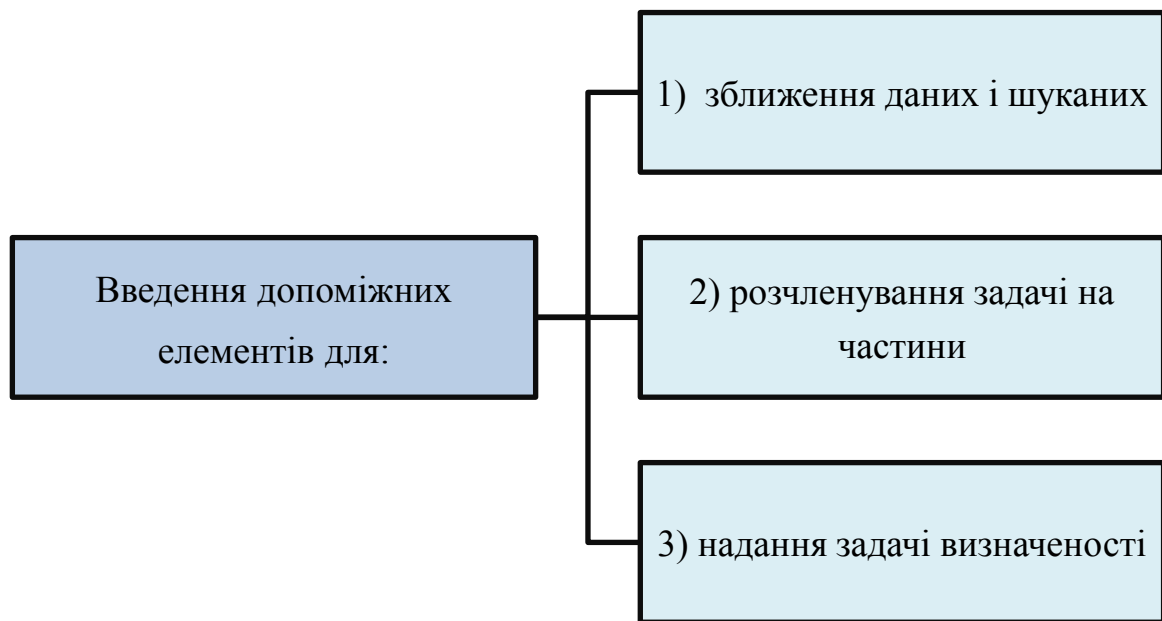 1) зближення даних і шуканих
Введення допоміжних
елементів для:
2) розчленування задачі на
частини
3) надання задачі визначеності